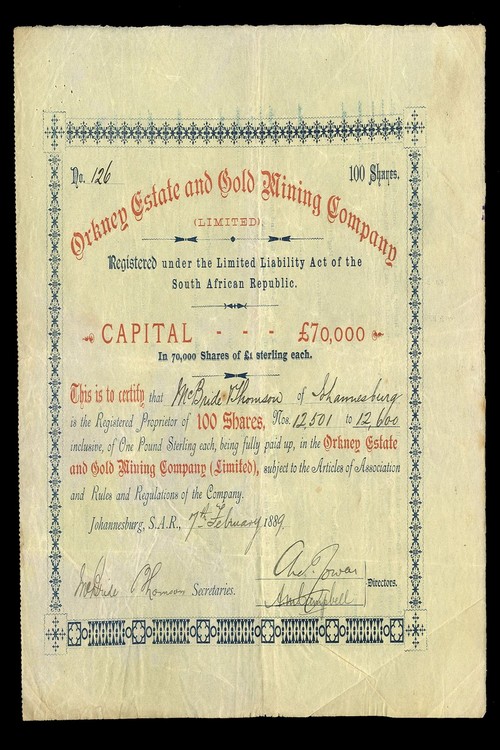 No. 126 100 Shares.
Orkney Estate and Gold Mining Company
(LIMITED)
Registered under the Limited Liability Act of the
South African Republic.
CAPITAL - - - £70,000
In 70,000 Shares of £1 sterling each.
This is to certify that McBride & Thomson of Johannesburg
is the Registered Proprietor of 100 Shares, Nos. 12,501 to 12,600
inclusive, of One Pound Sterling each, being fully paid up, in the Orkney Estate
and Gold Mining Company (Limited), subject to the Articles of Association
and Rules and Regulations of the Company.
Johannesburg, S.A.R., 7th February 1889.
McBride Thomson Secretaries.
Directors.
Campbell